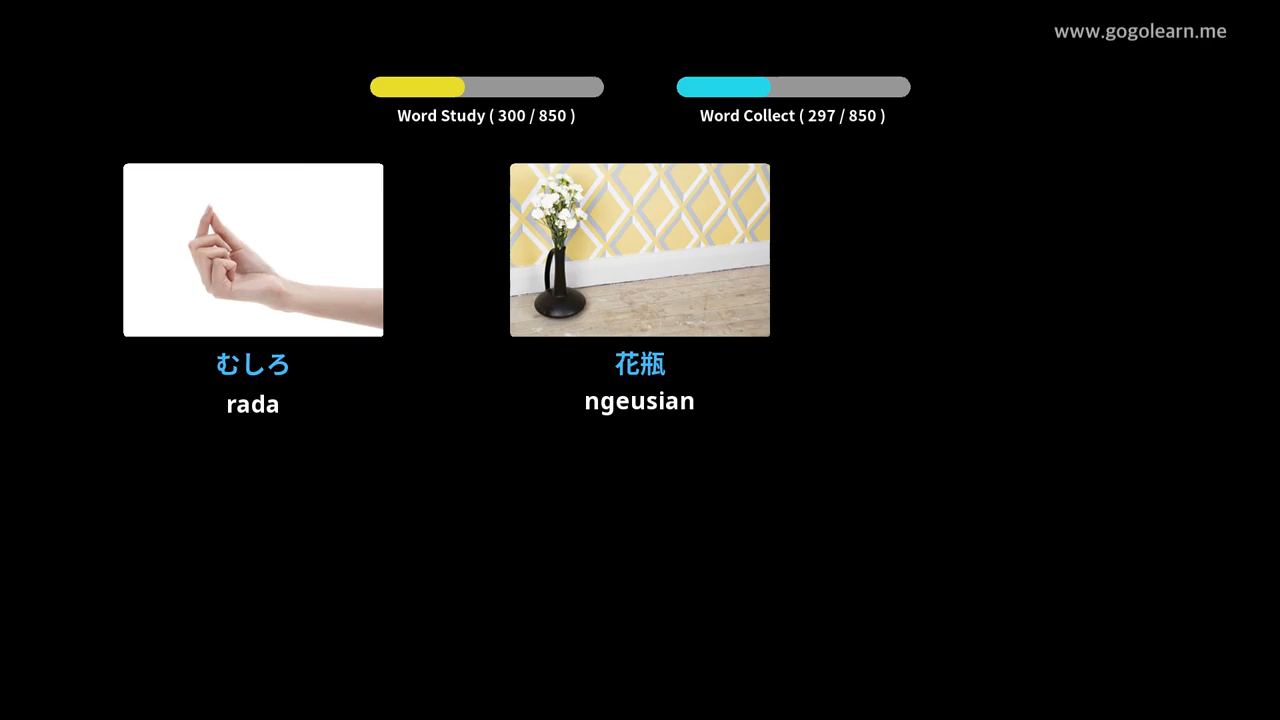 www.gogolearn.me
Word Study ( 300 / 850 )
Word Collect ( 297 / 850 )
むしろ
rada
花瓶
ngeusian